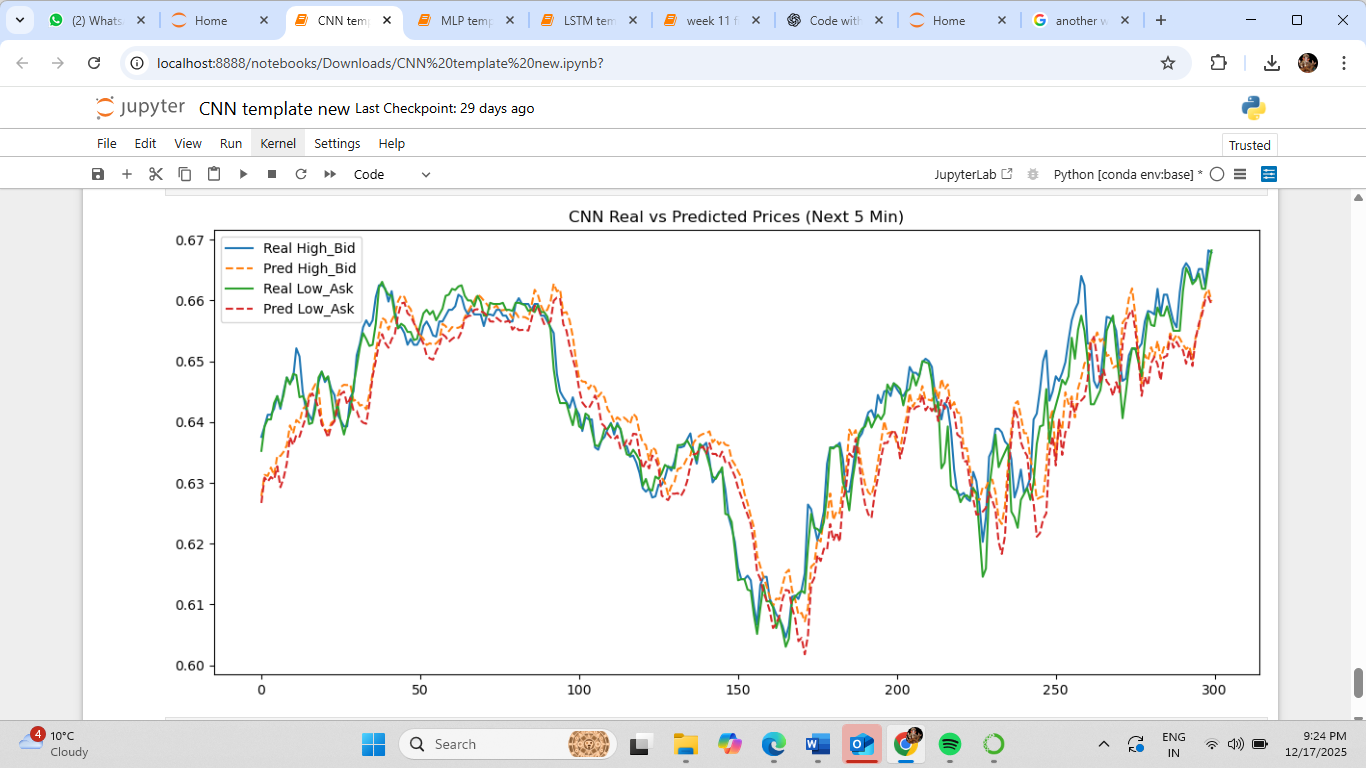 (2) Whats
Home
CNN temp
MLP temp
LSTM tem
week 11 f
Code with
Home
another w
localhost:8888/notebooks/Downloads/CNN%20template%20new.ipynb?
jupyter CNN template new Last Checkpoint: 29 days ago
File Edit View Run Kernel Settings Help
Trusted
Code
JupyterLab
Python [conda env:base] *
CNN Real vs Predicted Prices (Next 5 Min)
Real High_Bid
Pred High_Bid
Real Low_Ask
Pred Low_Ask
0.67
0.66
0.65
0.64
0.63
0.62
0.61
0.60
0 50 100 150 200 250 300
4
10°C
Cloudy
Search
ENG
IN
9:24 PM
12/17/2025